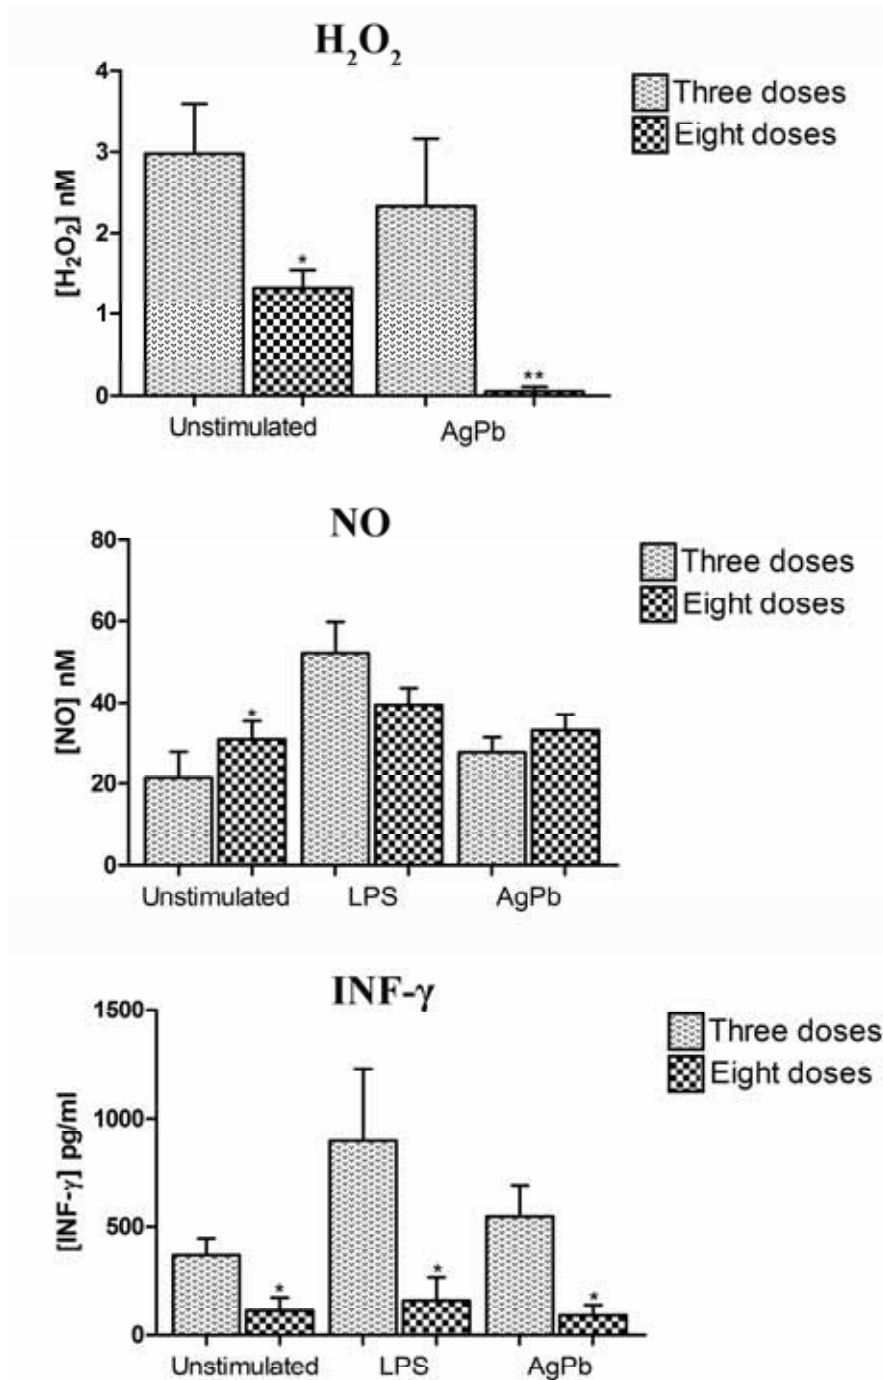 H₂O₂
4
3
2
1
0
[H₂O₂] nM
Three doses
Eight doses
*
**
Unstimulated
AgPb
NO
80
60
40
20
0
[NO] nM
Three doses
Eight doses
*
Unstimulated
LPS
AgPb
INF-γ
1500
1000
500
0
[INF-γ] pg/ml
Three doses
Eight doses
*
*
*
Unstimulated
LPS
AgPb